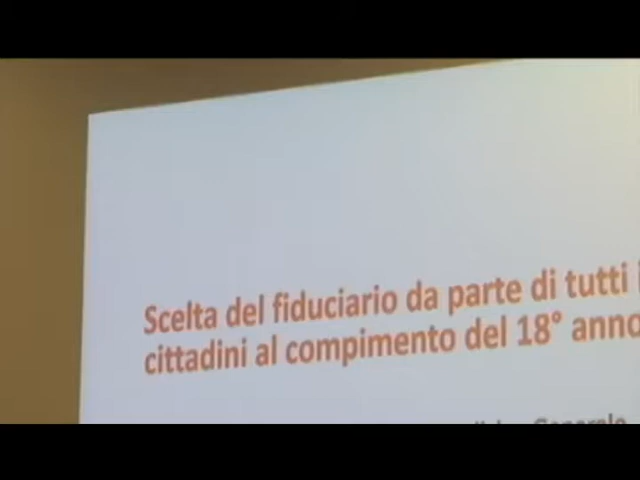 Scelta del fiduciario da parte di tutti i
cittadini al compimento del 18° anno